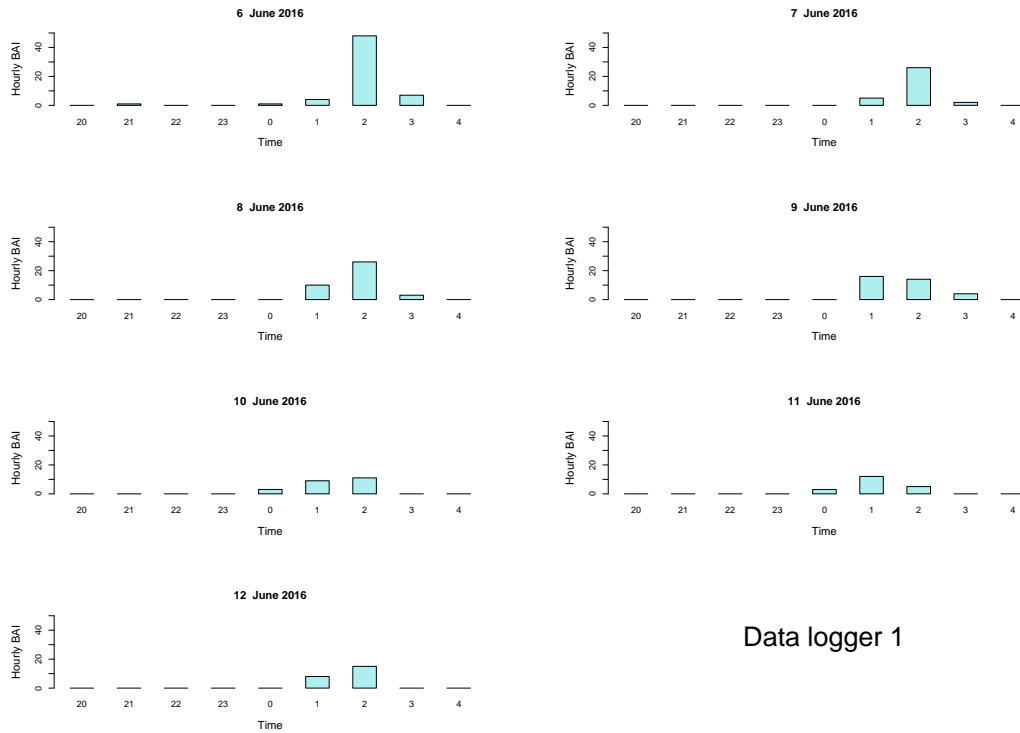 6 June 2016
Hourly BAI
0 20 40
20 21 22 23 0 1 2 3 4
Time
7 June 2016
Hourly BAI
0 20 40
20 21 22 23 0 1 2 3 4
Time
8 June 2016
Hourly BAI
0 20 40
20 21 22 23 0 1 2 3 4
Time
9 June 2016
Hourly BAI
0 20 40
20 21 22 23 0 1 2 3 4
Time
10 June 2016
Hourly BAI
0 20 40
20 21 22 23 0 1 2 3 4
Time
11 June 2016
Hourly BAI
0 20 40
20 21 22 23 0 1 2 3 4
Time
12 June 2016
Hourly BAI
0 20 40
20 21 22 23 0 1 2 3 4
Time
Data logger 1